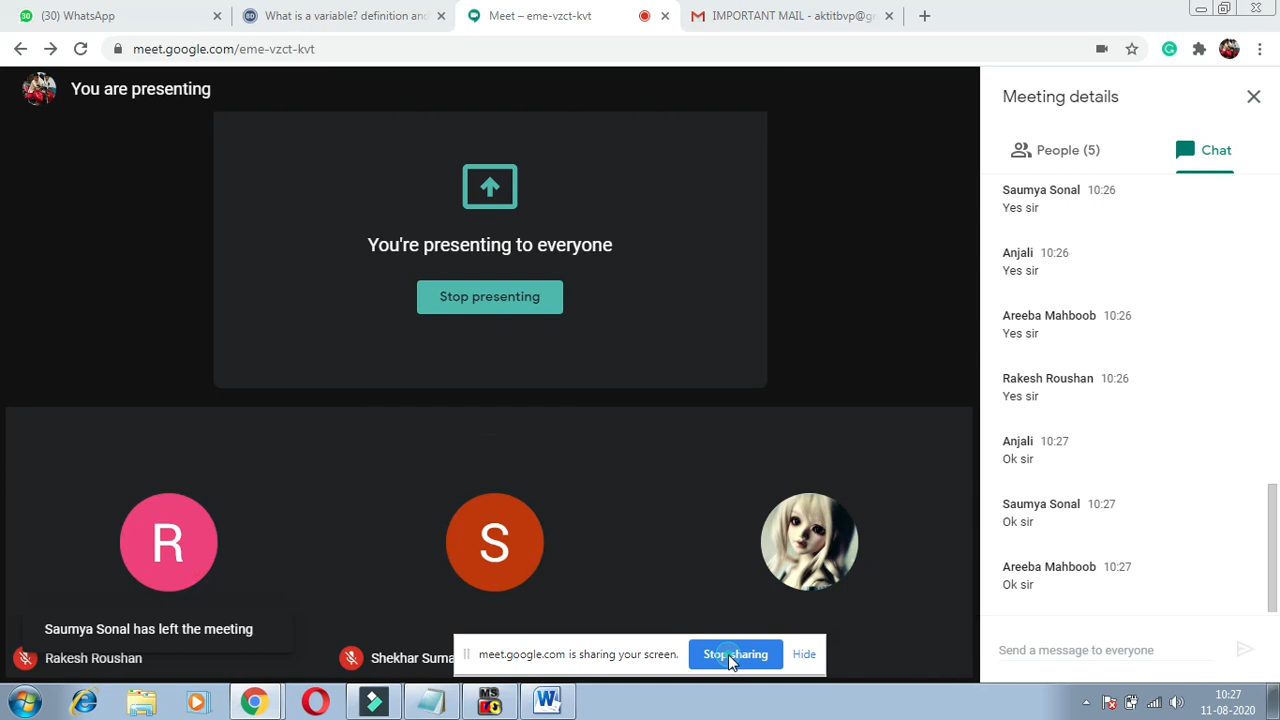 (30) WhatsApp
What is a variable? definition and
Meet – eme-vzct-kvt
IMPORTANT MAIL - aktitbvp@g
meet.google.com/eme-vzct-kvt
You are presenting
You're presenting to everyone
Stop presenting
R
S
Saumya Sonal has left the meeting
Rakesh Roushan
Shekhar Suma
meet.google.com is sharing your screen.
Stop sharing
Hide
Meeting details
People (5)
Chat
Saumya Sonal 10:26
Yes sir
Anjali 10:26
Yes sir
Areeba Mahboob 10:26
Yes sir
Rakesh Roushan 10:26
Yes sir
Anjali 10:27
Ok sir
Saumya Sonal 10:27
Ok sir
Areeba Mahboob 10:27
Ok sir
Send a message to everyone
10:27
11-08-2020